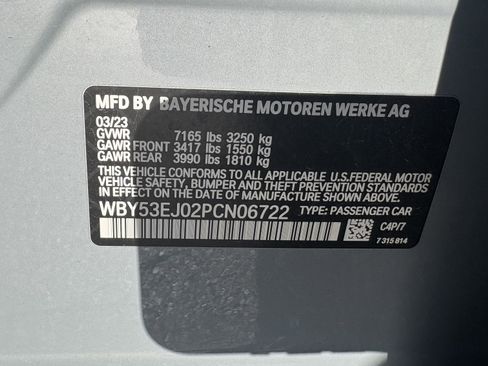 MFD BY BAYERISCHE MOTOREN WERKE AG
03/23
GVWR 7165 lbs 3250 kg
GAWR FRONT 3417 lbs 1550 kg
GAWR REAR 3990 lbs 1810 kg
THIS VEHICLE CONFORMS TO ALL APPLICABLE U.S.FEDERAL MOTOR
VEHICLE SAFETY, BUMPER, AND THEFT PREVENTION STANDARDS
IN EFFECT ON THE DATE OF MANUFACTURE SHOWN ABOVE.
WBY53EJ02PCN06722 TYPE: PASSENGER CAR
C4P/7
7 315 814